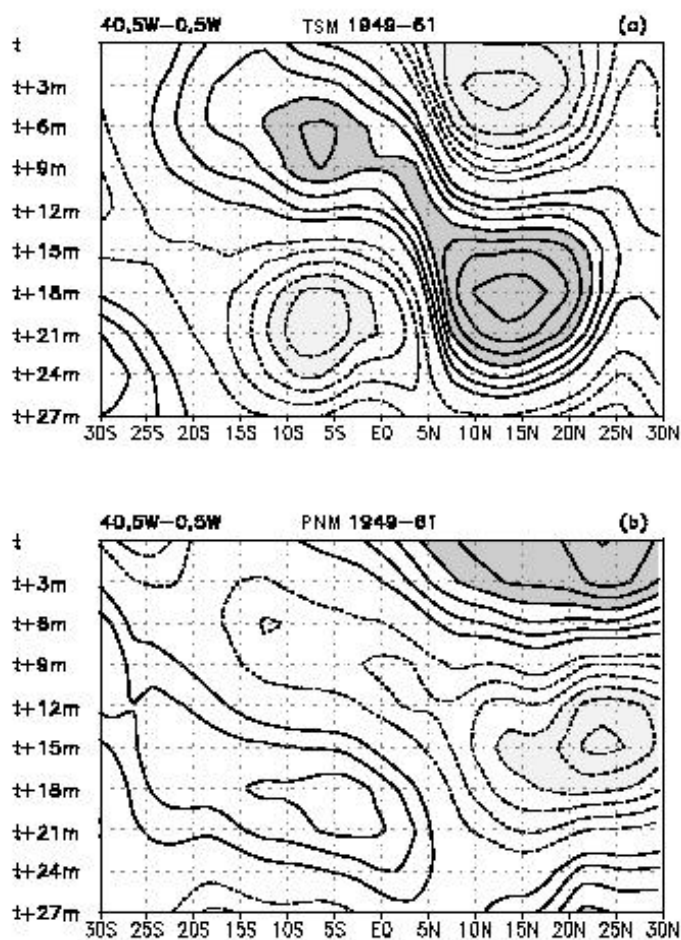 40.5W-0.5W TSM 1949-61 (a)
t
t+3m
t+6m
t+9m
t+12m
t+15m
t+18m
t+21m
t+24m
t+27m
30S 25S 20S 15S 10S 5S EQ 5N 10N 15N 20N 25N 30N
40.5W-0.5W PNM 1949-61 (b)
t
t+3m
t+6m
t+9m
t+12m
t+15m
t+18m
t+21m
t+24m
t+27m
30S 25S 20S 15S 10S 5S EQ 5N 10N 15N 20N 25N 30N